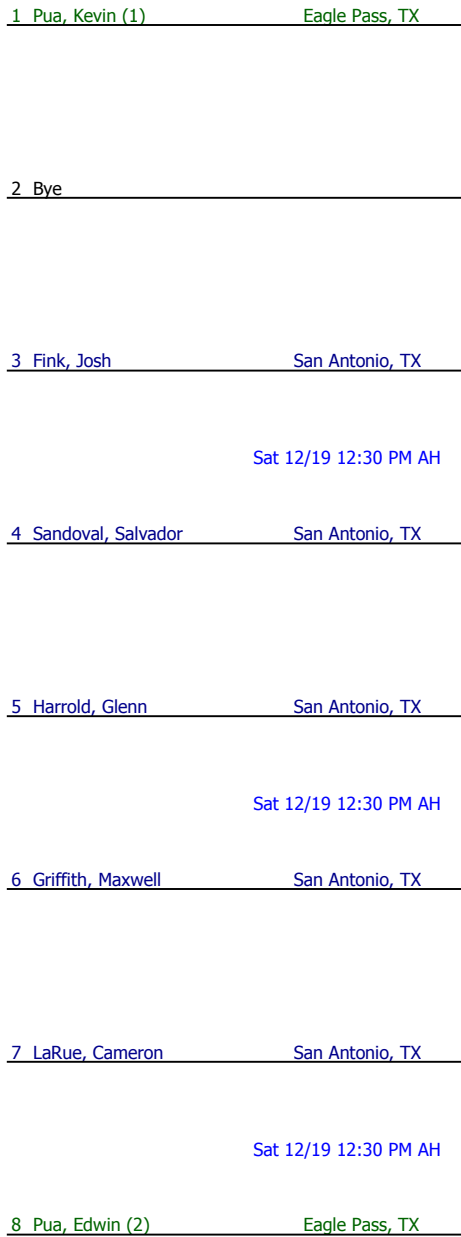 1 Pua, Kevin (1) Eagle Pass, TX
2 Bye
3 Fink, Josh San Antonio, TX
Sat 12/19 12:30 PM AH
4 Sandoval, Salvador San Antonio, TX
5 Harrold, Glenn San Antonio, TX
Sat 12/19 12:30 PM AH
6 Griffith, Maxwell San Antonio, TX
7 LaRue, Cameron San Antonio, TX
Sat 12/19 12:30 PM AH
8 Pua, Edwin (2) Eagle Pass, TX